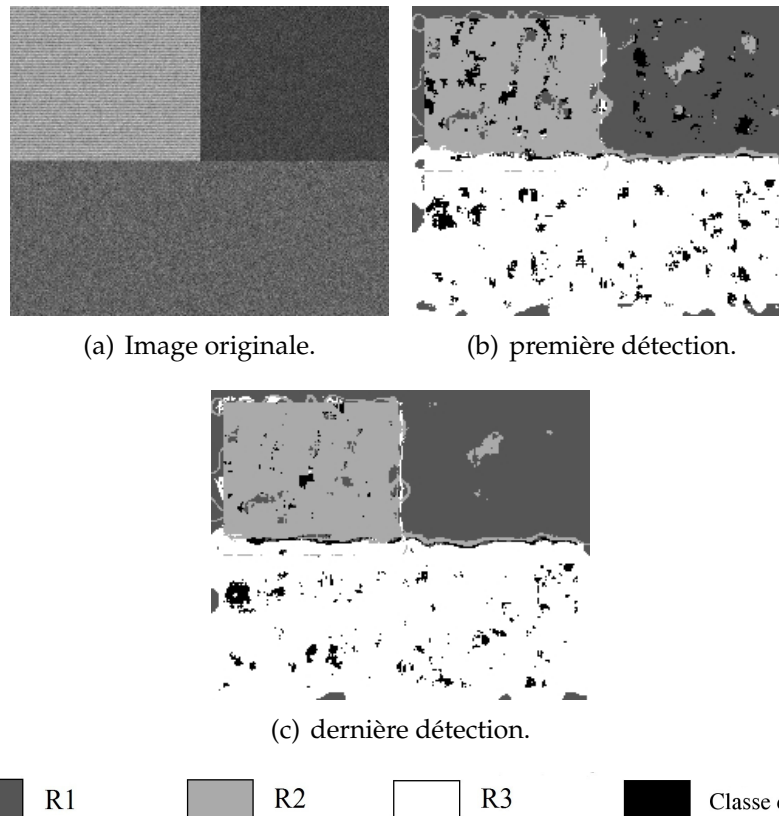 (a) Image originale.
(b) première détection.
(c) dernière détection.
R1
R2
R3
Classe